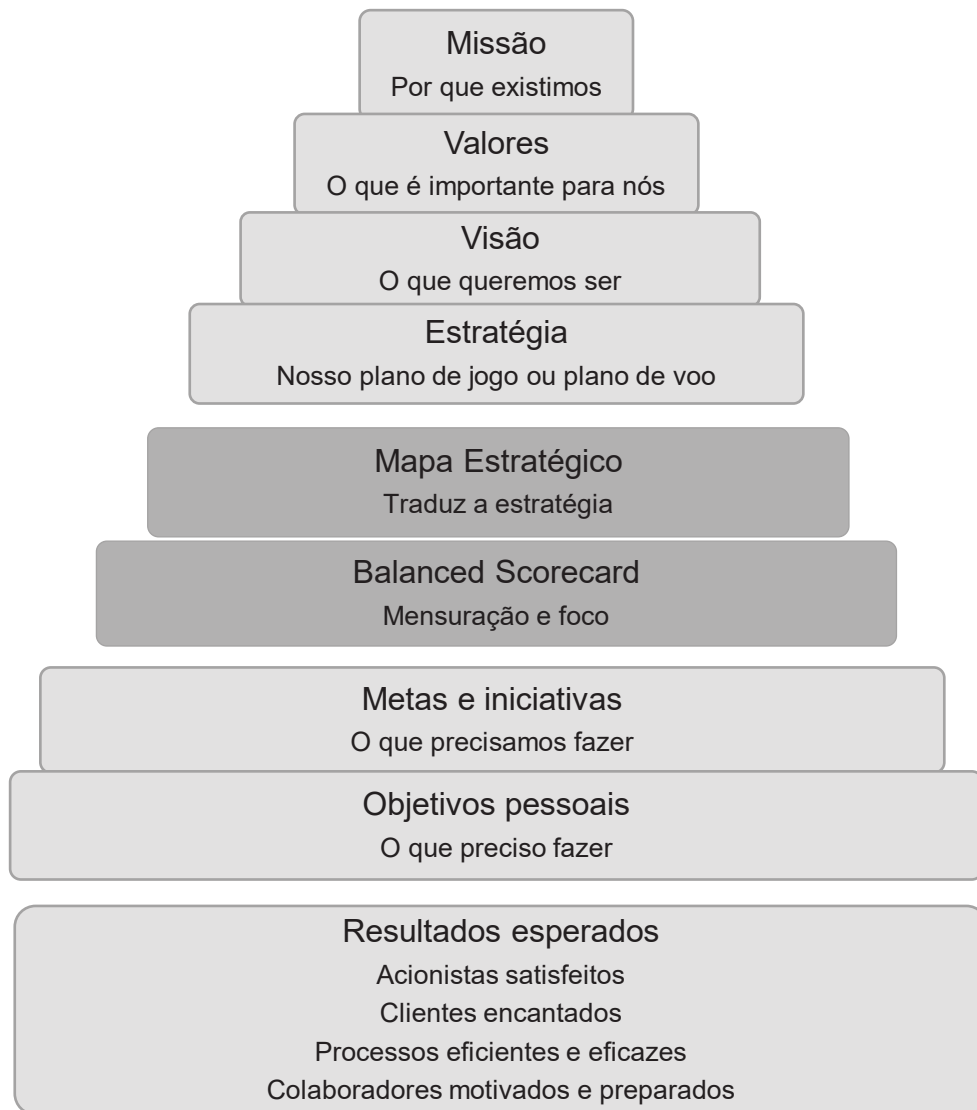 Missão
Por que existimos
Valores
O que é importante para nós
Visão
O que queremos ser
Estratégia
Nosso plano de jogo ou plano de voo
Mapa Estratégico
Traduz a estratégia
Balanced Scorecard
Mensuração e foco
Metas e iniciativas
O que precisamos fazer
Objetivos pessoais
O que preciso fazer
Resultados esperados
Acionistas satisfeitos
Clientes encantados
Processos eficientes e eficazes
Colaboradores motivados e preparados